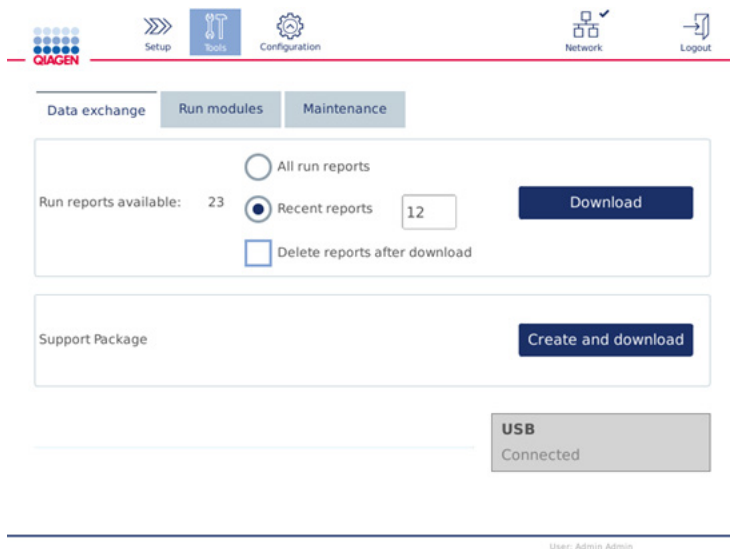 QIAGEN
Setup
Tools
Configuration
Network
Logout
Data exchange
Run modules
Maintenance
All run reports
Run reports available: 23
Recent reports 12
Download
Delete reports after download
Support Package
Create and download
USB
Connected
User: Admin Admin